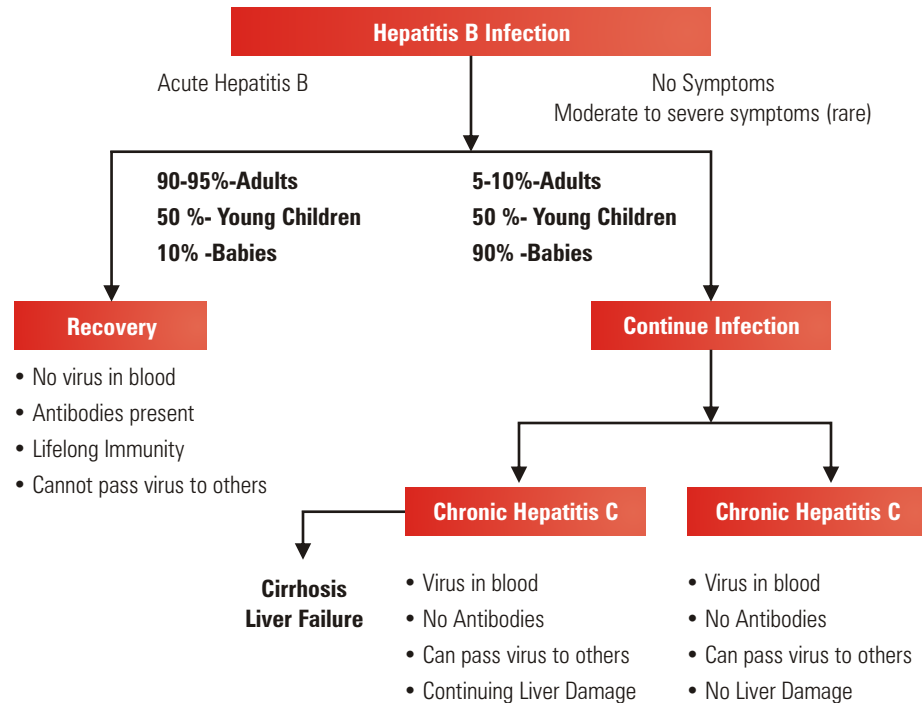 Hepatitis B Infection
Acute Hepatitis B
No Symptoms
Moderate to severe symptoms (rare)
90-95%-Adults
50 %- Young Children
10% -Babies
5-10%-Adults
50 %- Young Children
90% -Babies
Recovery
• No virus in blood
• Antibodies present
• Lifelong Immunity
• Cannot pass virus to others
Continue Infection
Chronic Hepatitis C
Cirrhosis
Liver Failure
• Virus in blood
• No Antibodies
• Can pass virus to others
• Continuing Liver Damage
Chronic Hepatitis C
• Virus in blood
• No Antibodies
• Can pass virus to others
• No Liver Damage